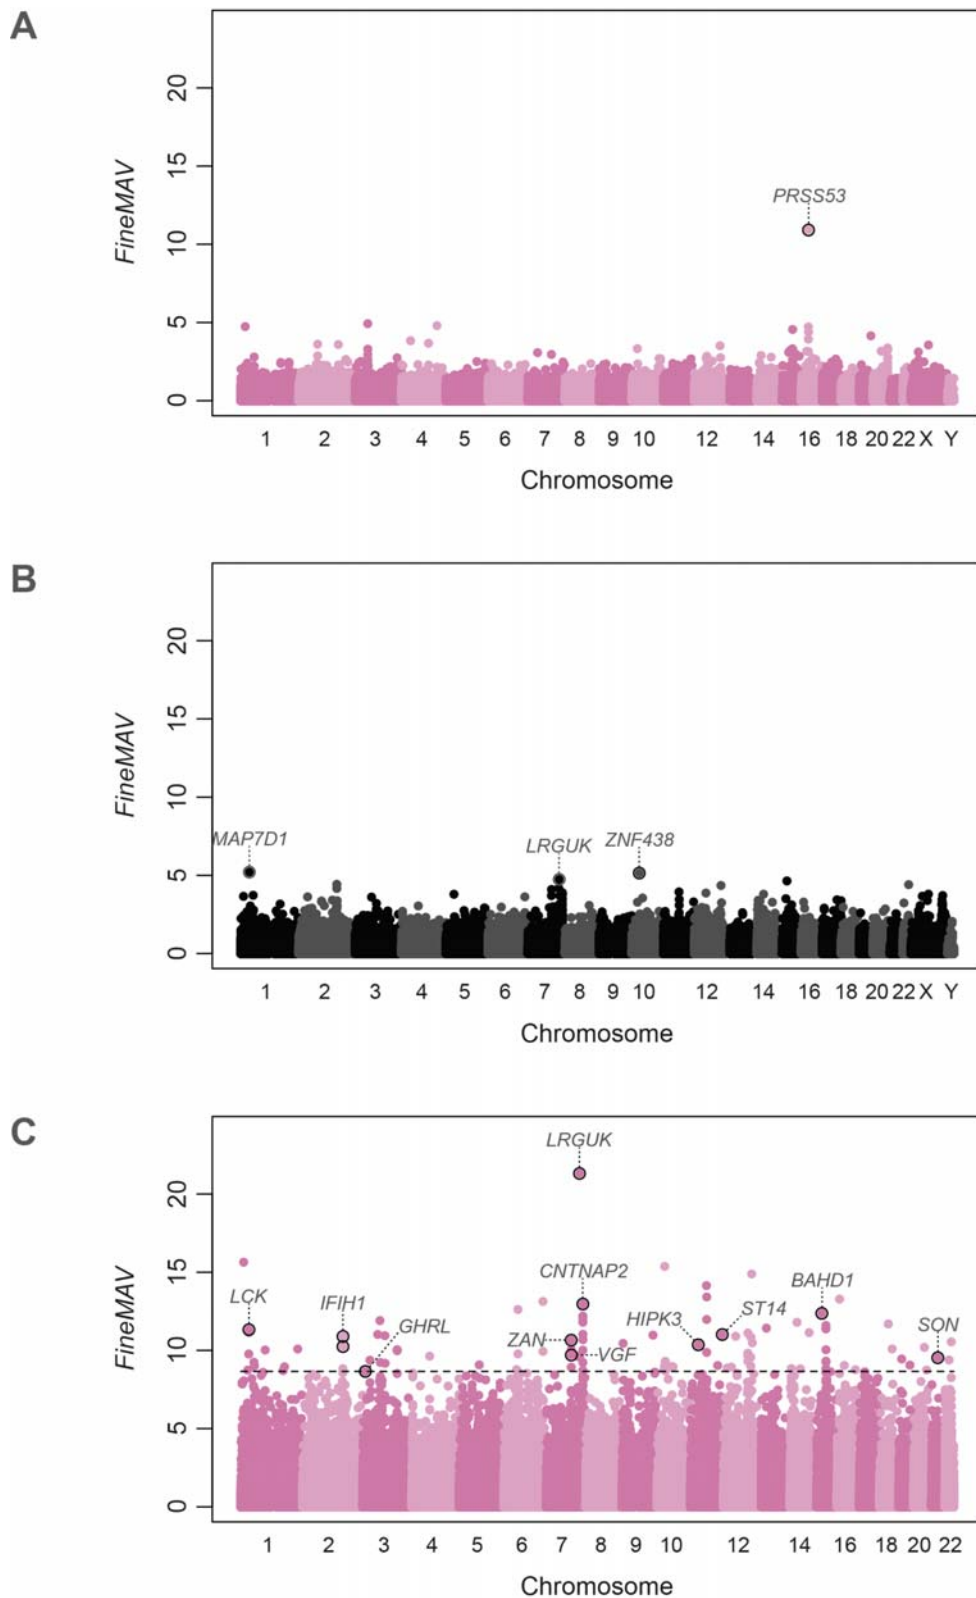 A
FineMAV
20
15
10
5
0
PRSS53
1 2 3 4 5 6 7 8 9 10 12 14 16 18 20 22 X Y
Chromosome
B
FineMAV
20
15
10
5
0
MAP7D1 LRGUK ZNF438
1 2 3 4 5 6 7 8 9 10 12 14 16 18 20 22 X Y
Chromosome
C
FineMAV
20
15
10
5
0
LRGUK
CNTNAP2
BAHD1
LCK IFIH1 GHRL ZAN VGF HIPK3 ST14 SON
1 2 3 4 5 6 7 8 9 10 12 14 16 18 20 22
Chromosome